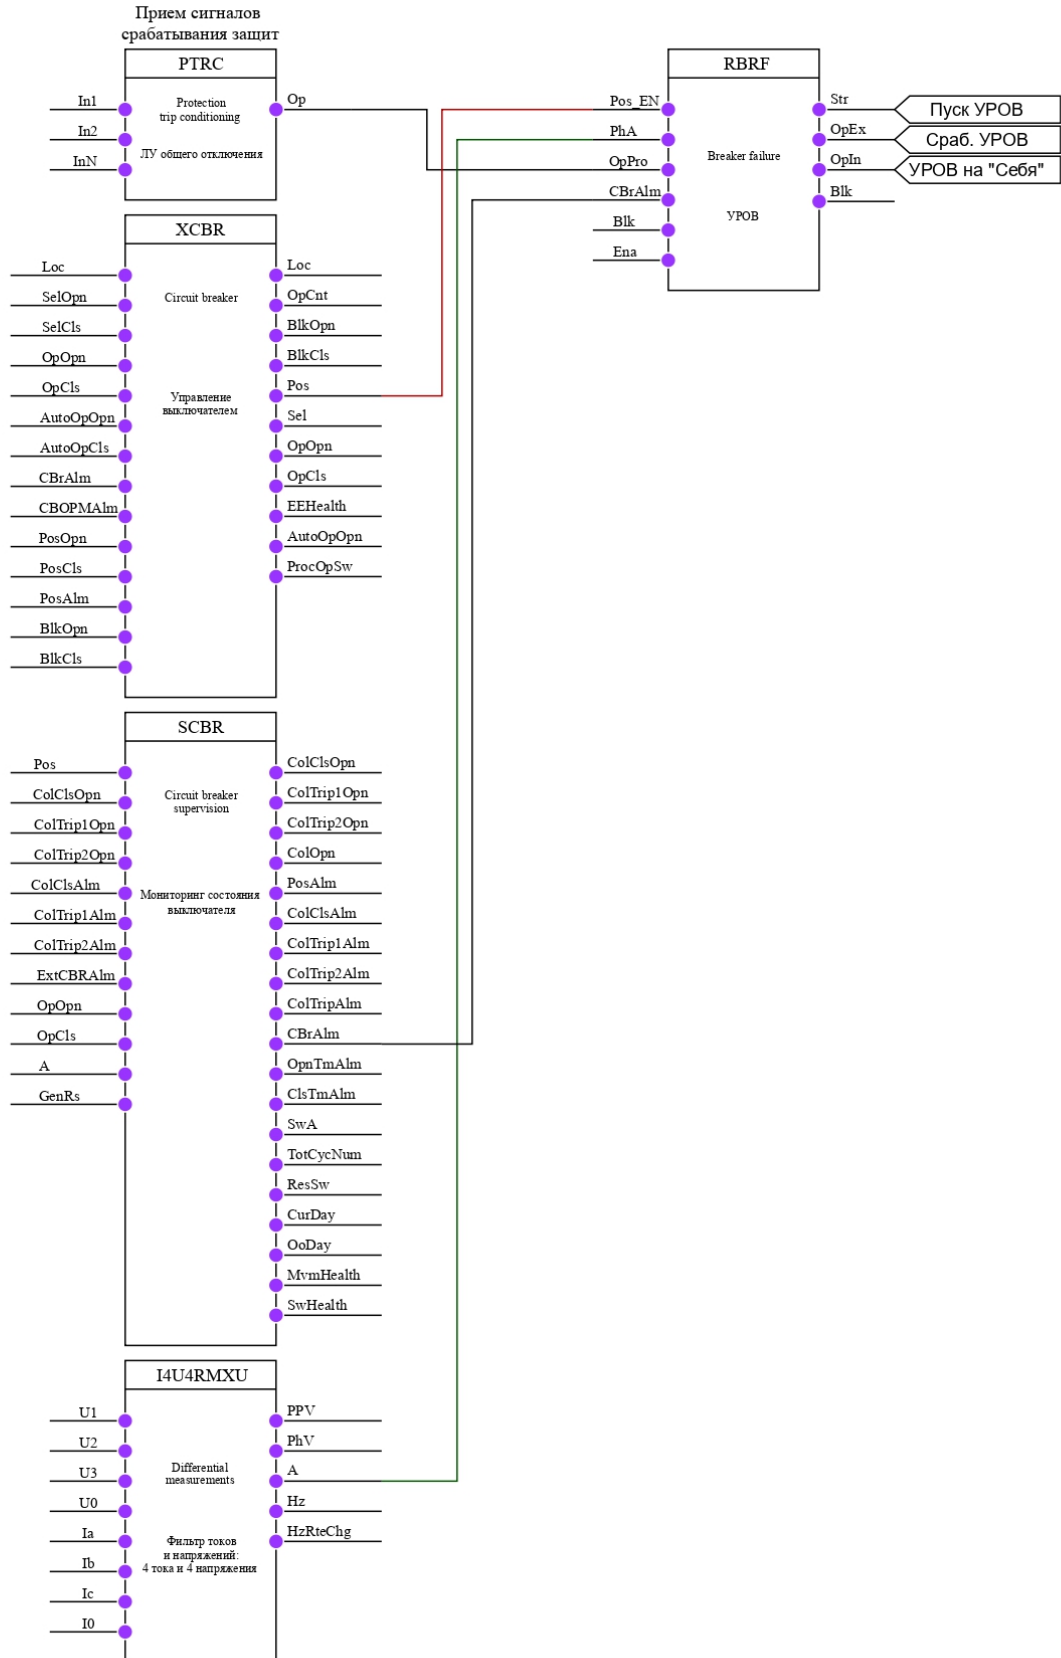 Прием сигналов
срабатывания защит
PTRC
In1
In2
InN
Protection
trip conditioning
ЛУ общего отключения
Op
RBRF
Pos_EN
PhA
OpPro
CBrAlm
Blk
Ena
Breaker failure
УРОВ
Str
OpEx
OpIn
Blk
Пуск УРОВ
Сраб. УРОВ
УРОВ на "Себя"
XCBR
Loc
SelOpn
SelCls
OpOpn
OpCls
AutoOpOpn
AutoOpCls
CBrAlm
CBOPMAlm
PosOpn
PosCls
PosAlm
BlkOpn
BlkCls
Circuit breaker
Управление
выключателем
Loc
OpCnt
BlkOpn
BlkCls
Pos
Sel
OpOpn
OpCls
EEHealth
AutoOpOpn
ProcOpSw
SCBR
Pos
ColClsOpn
ColTrip1Opn
ColTrip2Opn
ColClsAlm
ColTrip1Alm
ColTrip2Alm
ExtCBRAlm
OpOpn
OpCls
A
GenRs
Circuit breaker
supervision
Мониторинг состояния
выключателя
ColClsOpn
ColTrip1Opn
ColTrip2Opn
ColOpn
PosAlm
ColClsAlm
ColTrip1Alm
ColTrip2Alm
ColTripAlm
CBrAlm
OpnTmAlm
ClsTmAlm
SwA
TotCycNum
ResSw
CurDay
OoDay
MvmHealth
SwHealth
I4U4RMXU
U1
U2
U3
U0
Ia
Ib
Ic
I0
Differential
measurements
Фильтр токов
и напряжений:
4 тока и 4 напряжения
PPV
PhV
A
Hz
HzRteChg